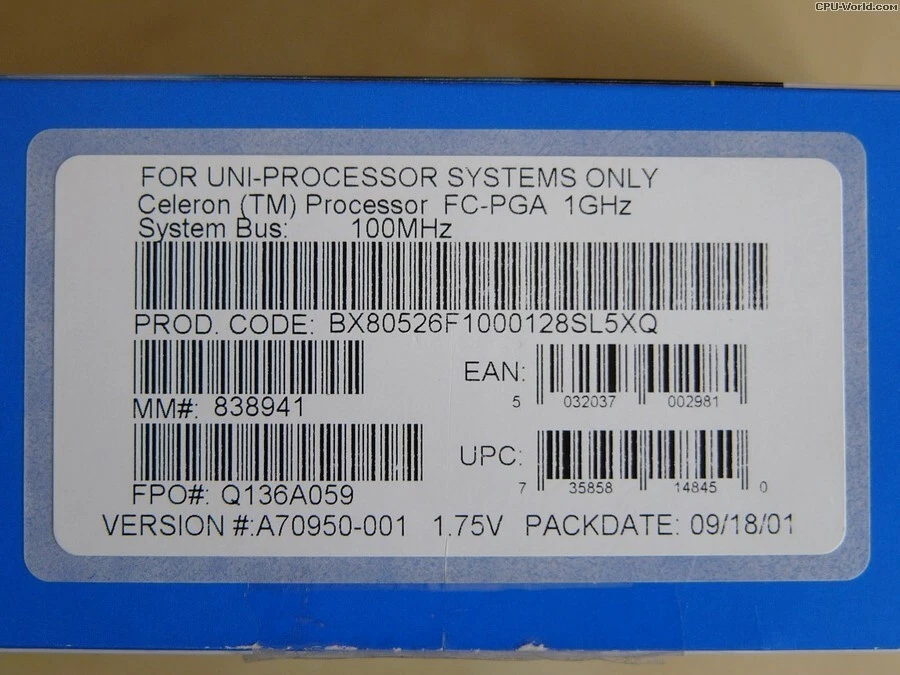 CPU-World.com
FOR UNI-PROCESSOR SYSTEMS ONLY
Celeron (TM) Processor FC-PGA 1GHz
System Bus: 100MHz
PROD. CODE: BX80526F1000128SL5XQ
MM#: 838941
EAN:
5 032037 002981
FPO#: Q136A059
UPC:
7 35858 14845 0
VERSION #:A70950-001 1.75V PACKDATE: 09/18/01